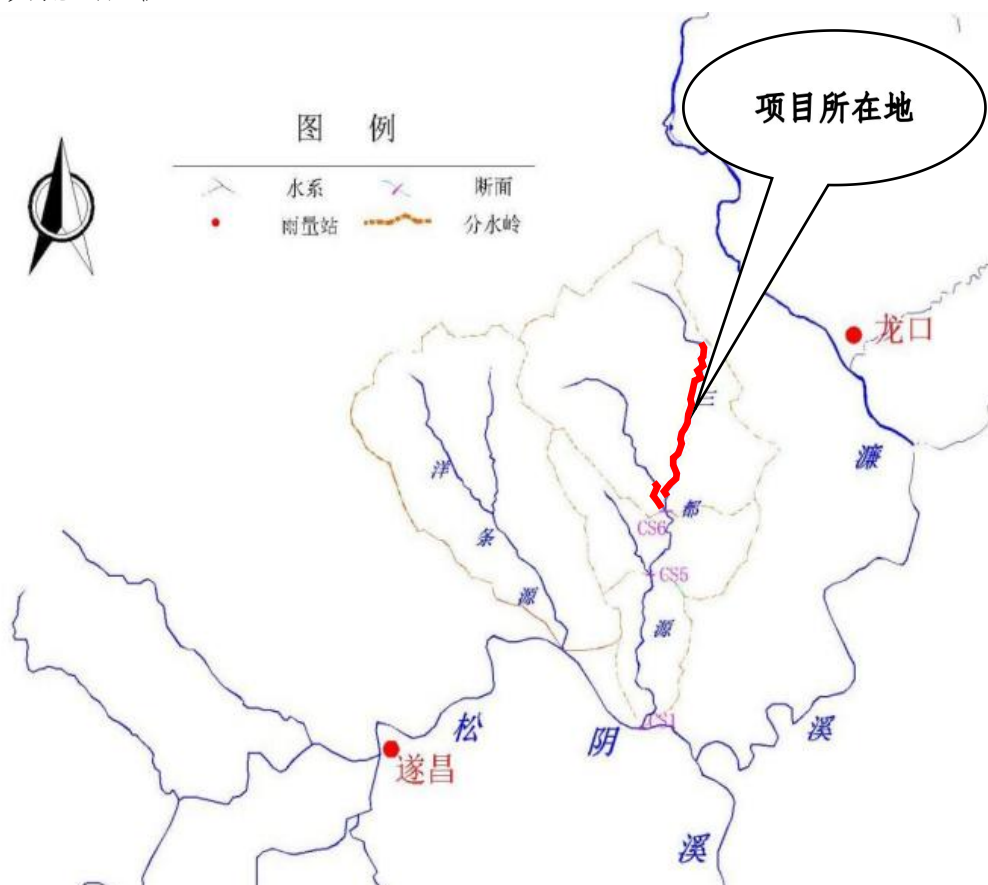 项目所在地
图 例
水系
断面
雨量站
分水岭
龙口
三
濂
都
CS6
CS5
洋
条
源
源
CS1
松
阴
溪
遂昌
溪